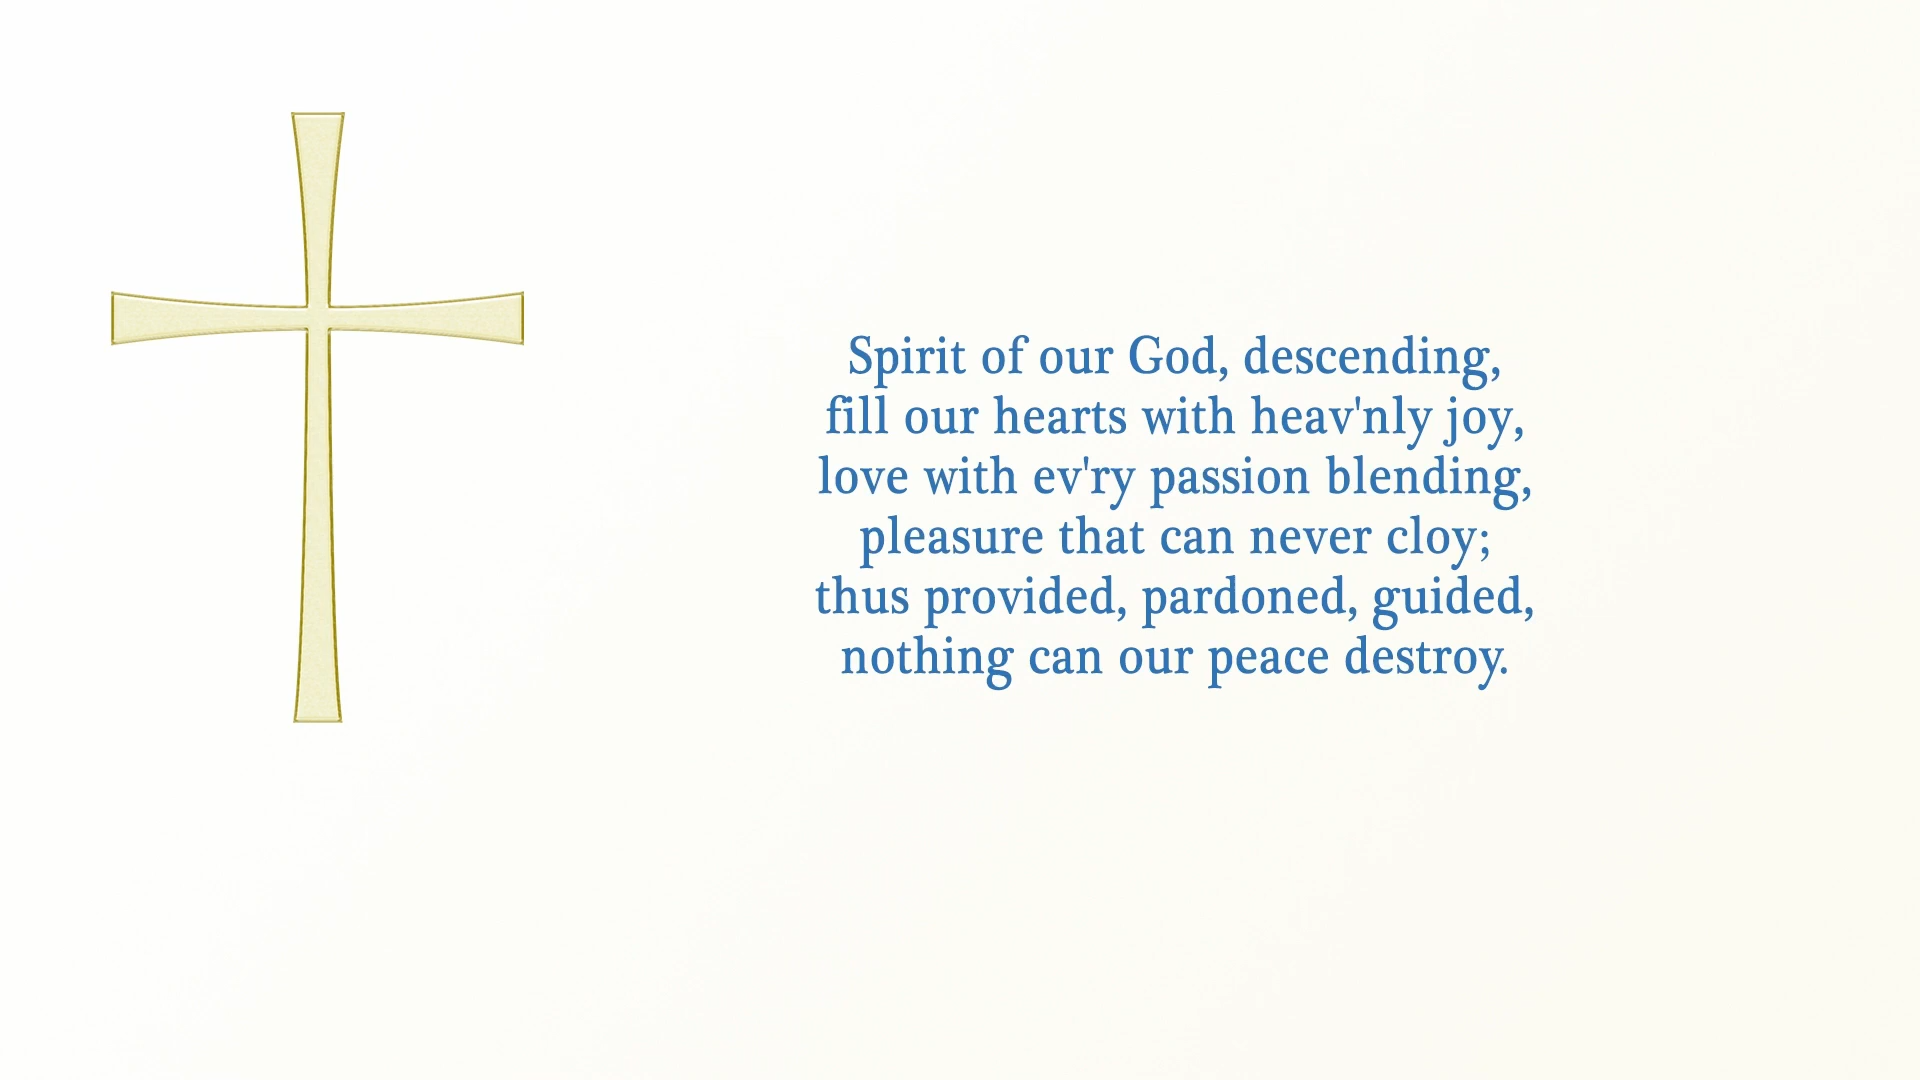 Spirit of our God, descending,
fill our hearts with heav'nly joy,
love with ev'ry passion blending,
pleasure that can never cloy;
thus provided, pardoned, guided,
nothing can our peace destroy.